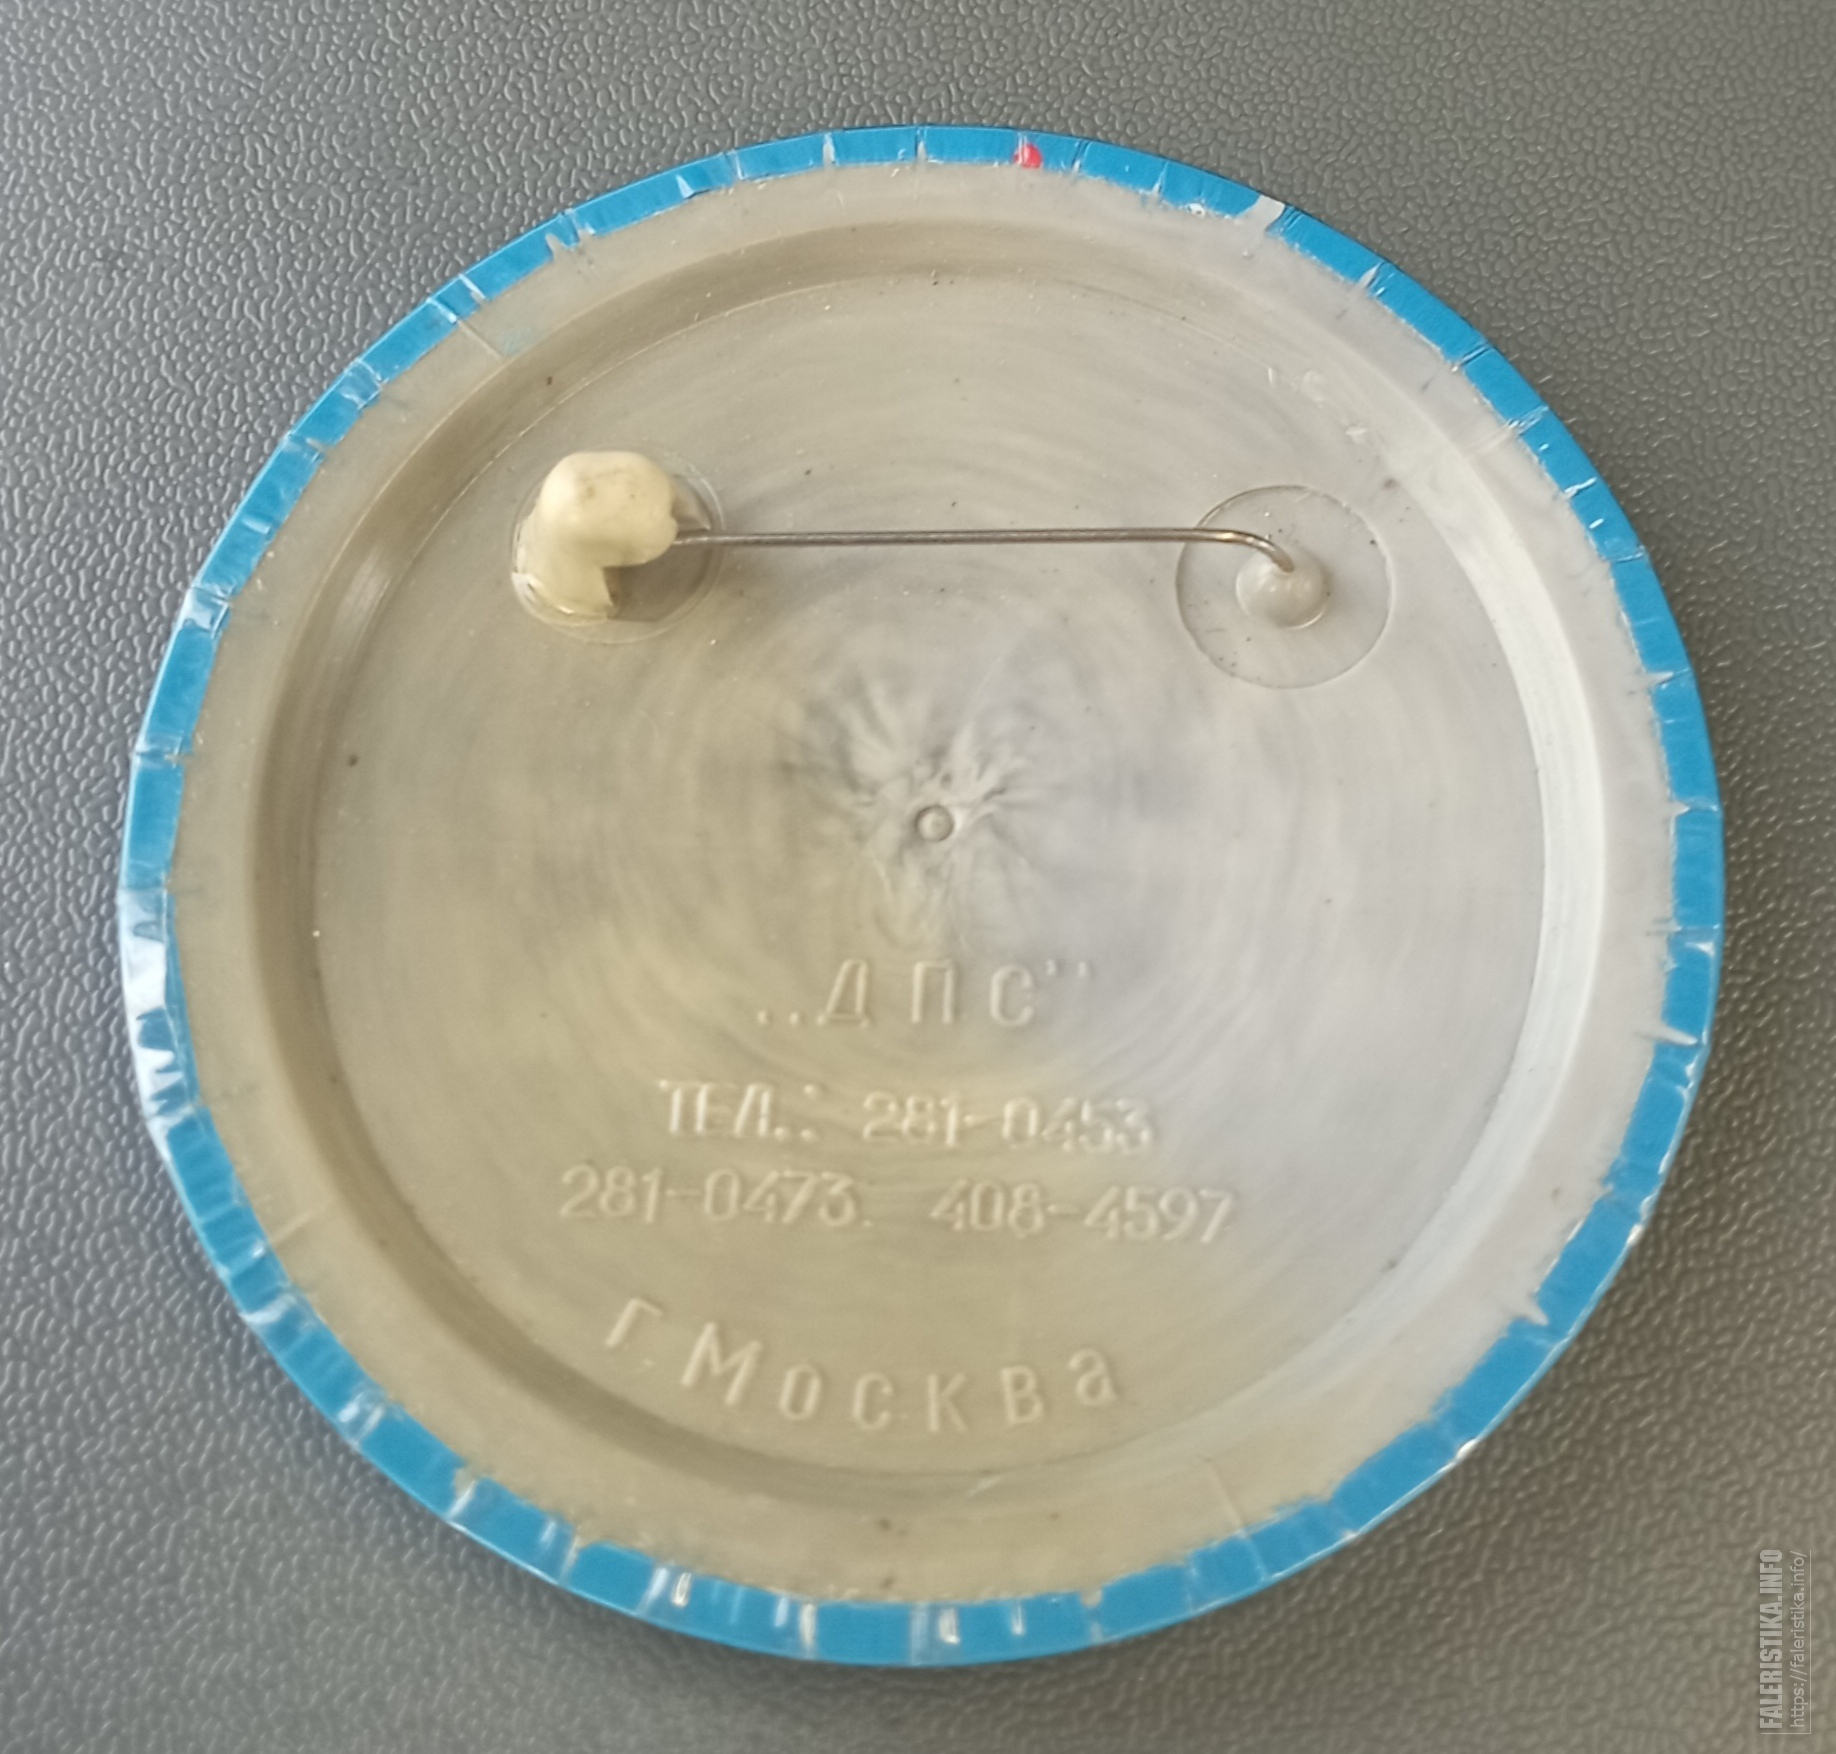 „ДПС"
ТЕЛ.: 281-0453
281-0473. 408-4597
г. Москва
FALERISTIKA.INFO
https://faleristika.info/